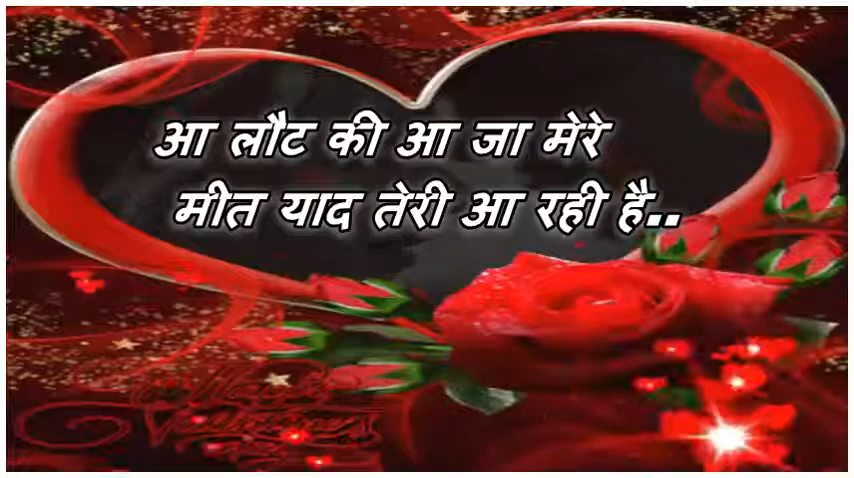 आ लौट की आ जा मेरे
मीत याद तेरी आ रही है..